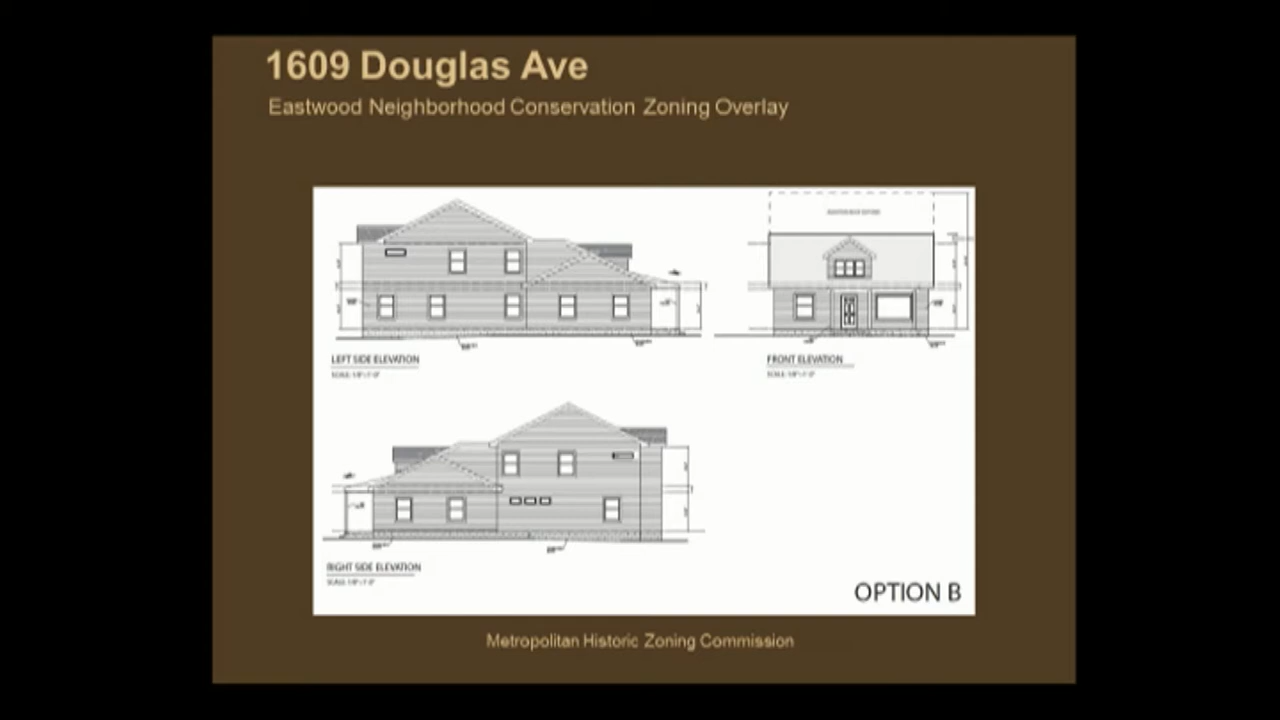 1609 Douglas Ave
Eastwood Neighborhood Conservation Zoning Overlay
LEFT SIDE ELEVATION
FRONT ELEVATION
RIGHT SIDE ELEVATION
OPTION B
Metropolitan Historic Zoning Commission